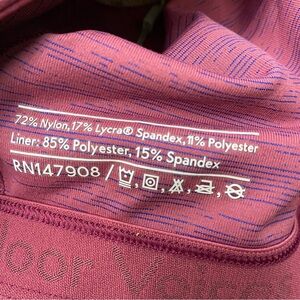 72% Nylon, 17% Lycra® Spandex, 11% Polyester
Liner: 85% Polyester, 15% Spandex
RN147908 /
door Voices